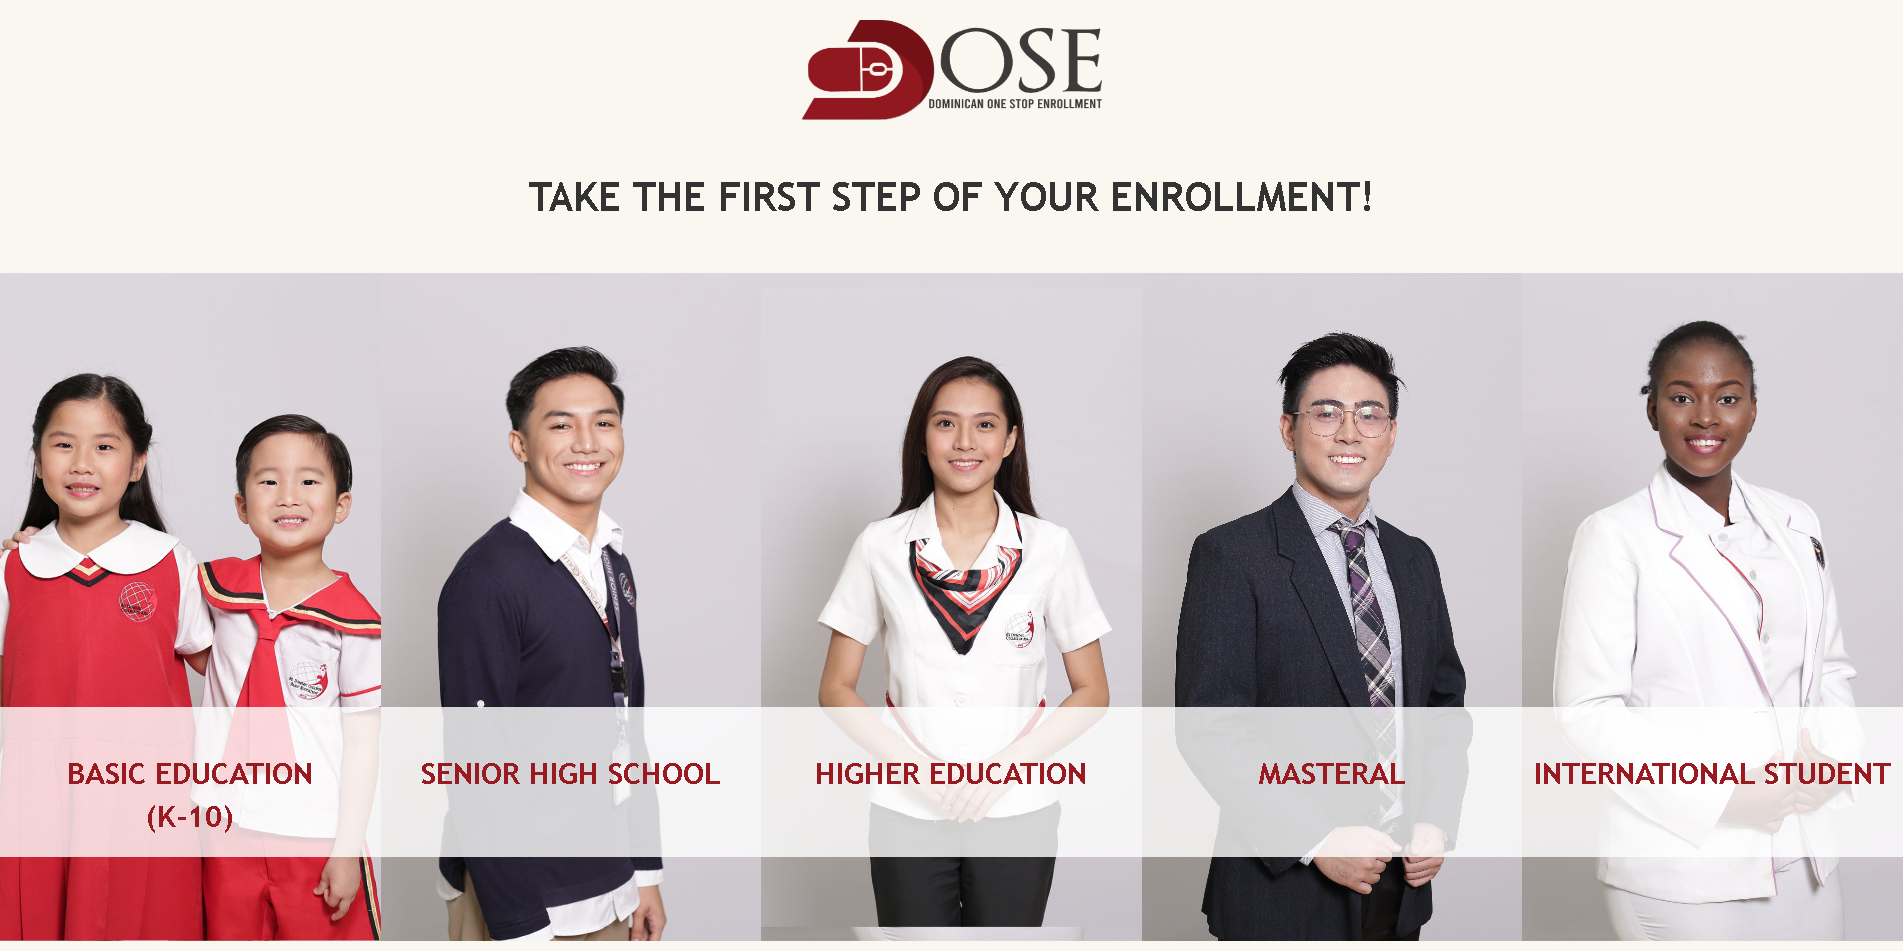 OSE
DOMINICAN ONE STOP ENROLLMENT
TAKE THE FIRST STEP OF YOUR ENROLLMENT!
BASIC EDUCATION
(K-10)
SENIOR HIGH SCHOOL
HIGHER EDUCATION
MASTERAL
INTERNATIONAL STUDENT